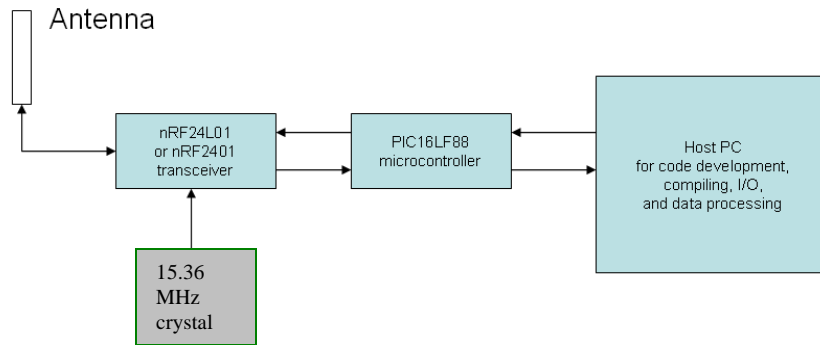 Antenna
nRF24L01
or nRF2401
transceiver
PIC16LF88
microcontroller
Host PC
for code development,
compiling, I/O,
and data processing
15.36
MHz
crystal